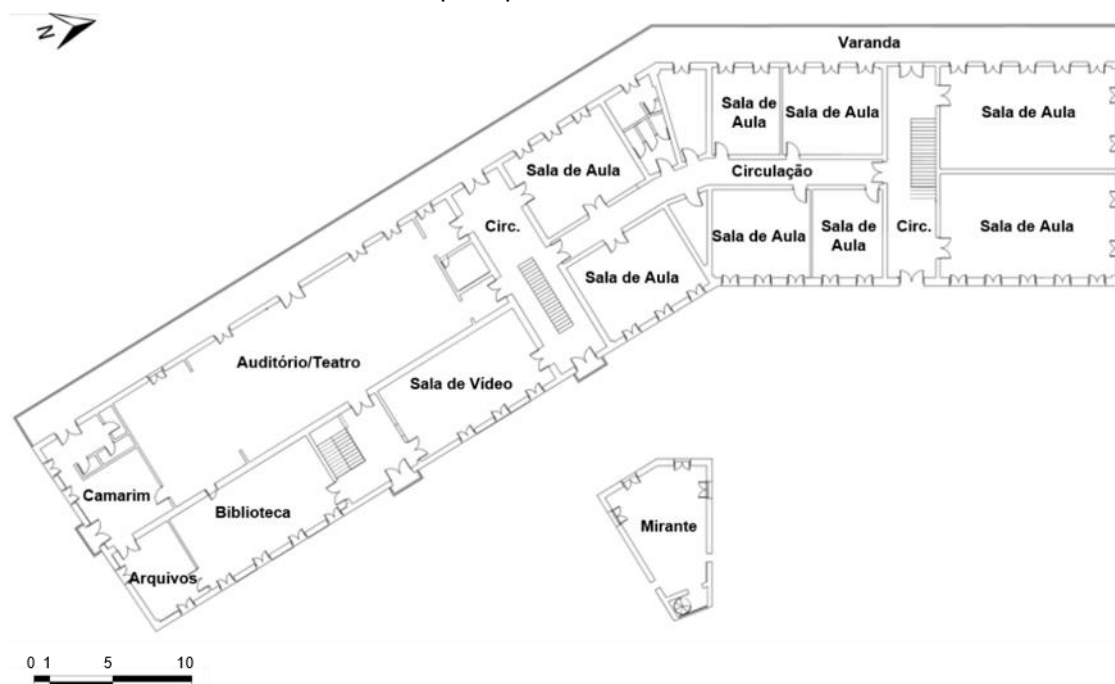 N
Varanda
Sala de
Aula
Sala de Aula
Sala de Aula
Sala de Aula
Circulação
Circ.
Sala de Aula
Sala de
Aula
Circ.
Sala de Aula
Sala de Aula
Auditório/Teatro
Sala de Vídeo
Camarim
Biblioteca
Mirante
Arquivos
0 1 5 10